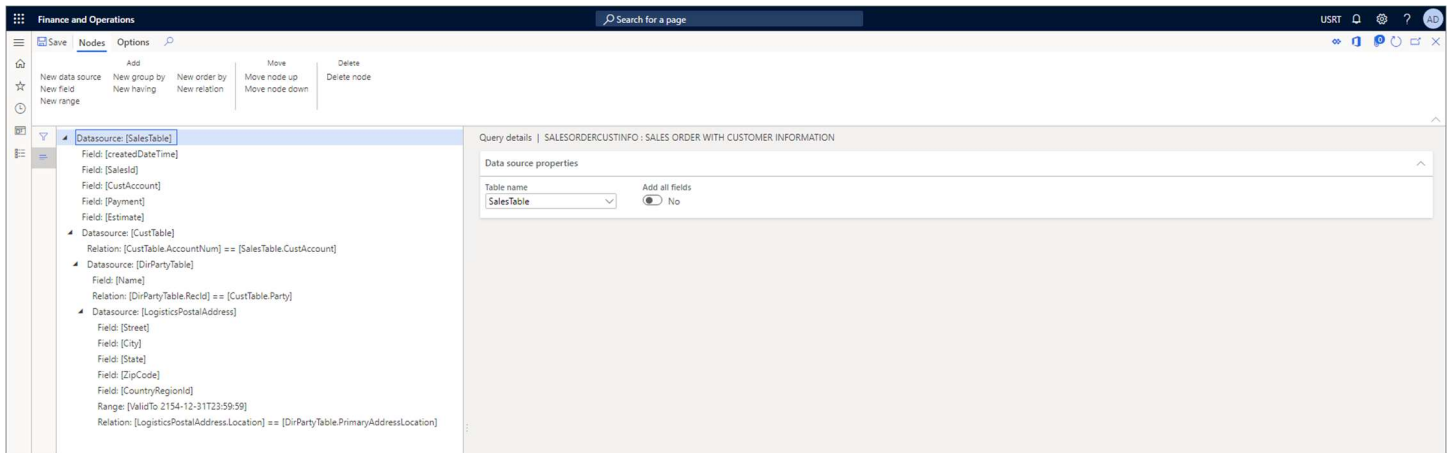 Finance and Operations
Search for a page
USRT
?
AD
Save Nodes Options
0
Add Move Delete
New data source New group by New order by Move node up Delete node
New field New having New relation Move node down
New range
Datasource: [SalesTable]
Field: [createdDateTime]
Field: [SalesId]
Field: [CustAccount]
Field: [Payment]
Field: [Estimate]
Datasource: [CustTable]
Relation: [CustTable.AccountNum] == [SalesTable.CustAccount]
Datasource: [DirPartyTable]
Field: [Name]
Relation: [DirPartyTable.RecId] == [CustTable.Party]
Datasource: [LogisticsPostalAddress]
Field: [Street]
Field: [City]
Field: [State]
Field: [ZipCode]
Field: [CountryRegionId]
Range: [ValidTo 2154-12-31T23:59:59]
Relation: [LogisticsPostalAddress.Location] == [DirPartyTable.PrimaryAddressLocation]
Query details | SALESORDERCUSTINFO : SALES ORDER WITH CUSTOMER INFORMATION
Data source properties
Table name Add all fields
SalesTable No